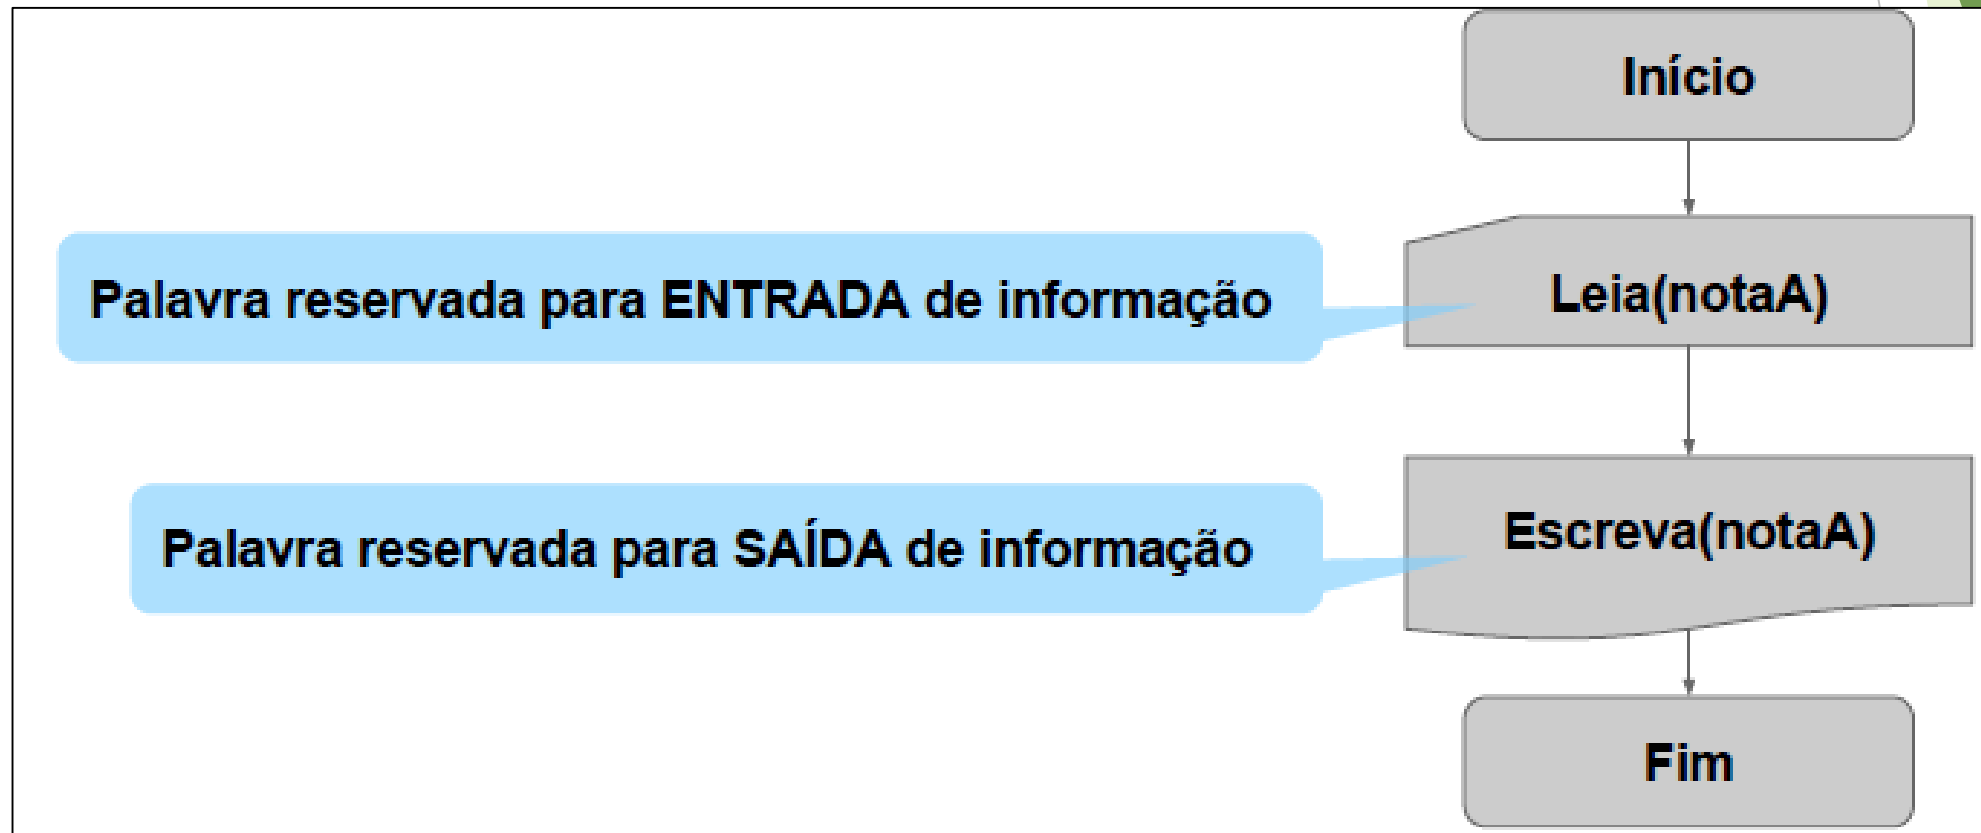 Início
Palavra reservada para ENTRADA de informação
Leia(notaA)
Palavra reservada para SAÍDA de informação
Escreva(notaA)
Fim